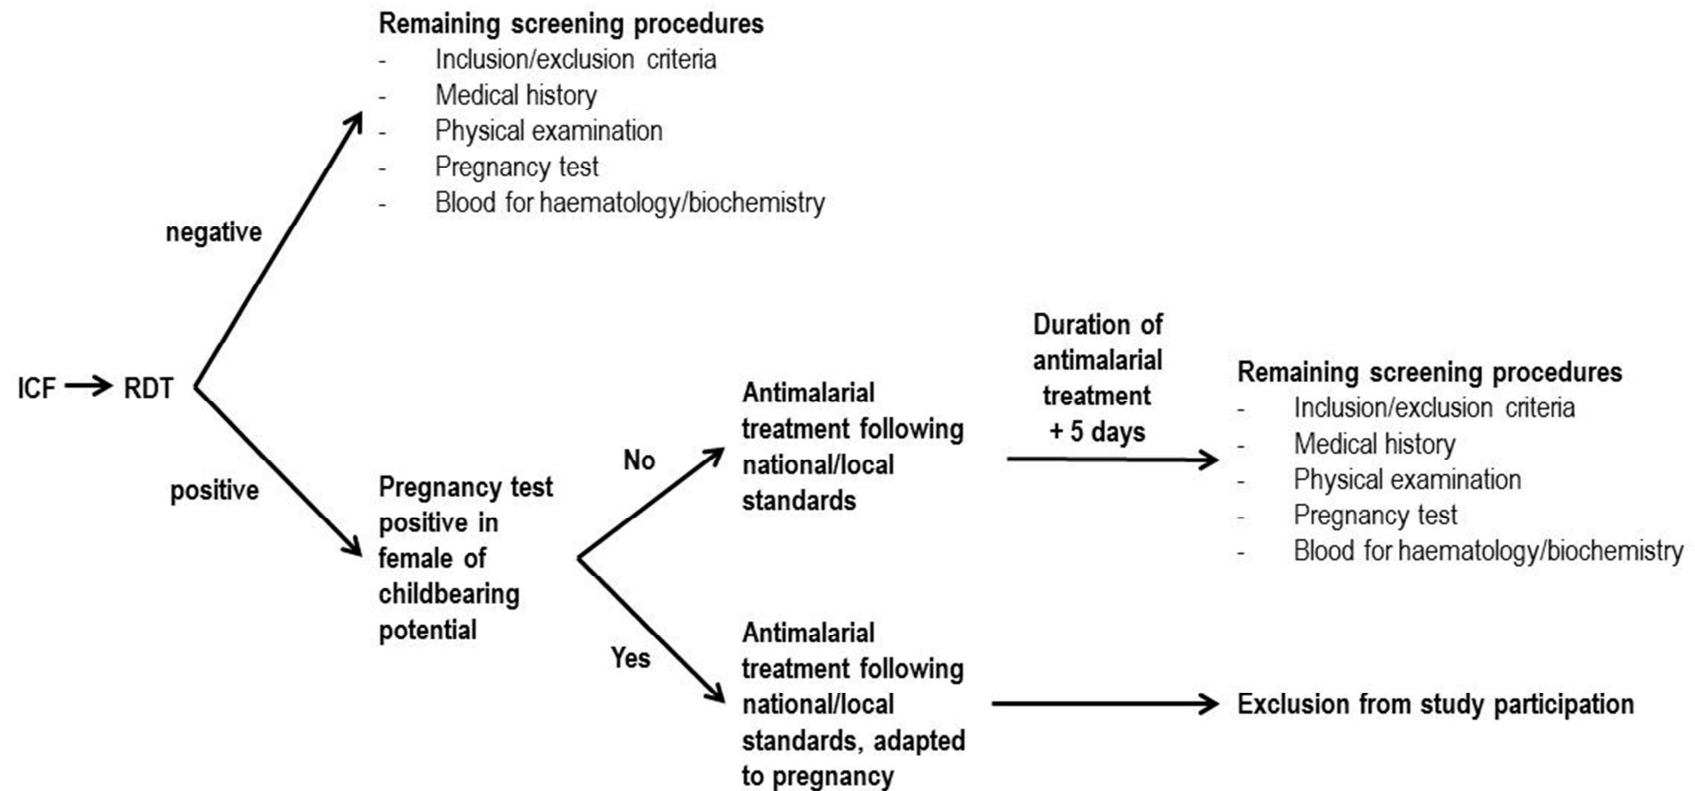 Remaining screening procedures
- Inclusion/exclusion criteria
- Medical history
- Physical examination
- Pregnancy test
- Blood for haematology/biochemistry
negative
ICF
RDT
positive
Pregnancy test
positive in
female of
childbearing
potential
No
Antimalarial
treatment following
national/local
standards
Duration of
antimalarial
treatment
+ 5 days
Remaining screening procedures
- Inclusion/exclusion criteria
- Medical history
- Physical examination
- Pregnancy test
- Blood for haematology/biochemistry
Yes
Antimalarial
treatment following
national/local
standards, adapted
to pregnancy
Exclusion from study participation